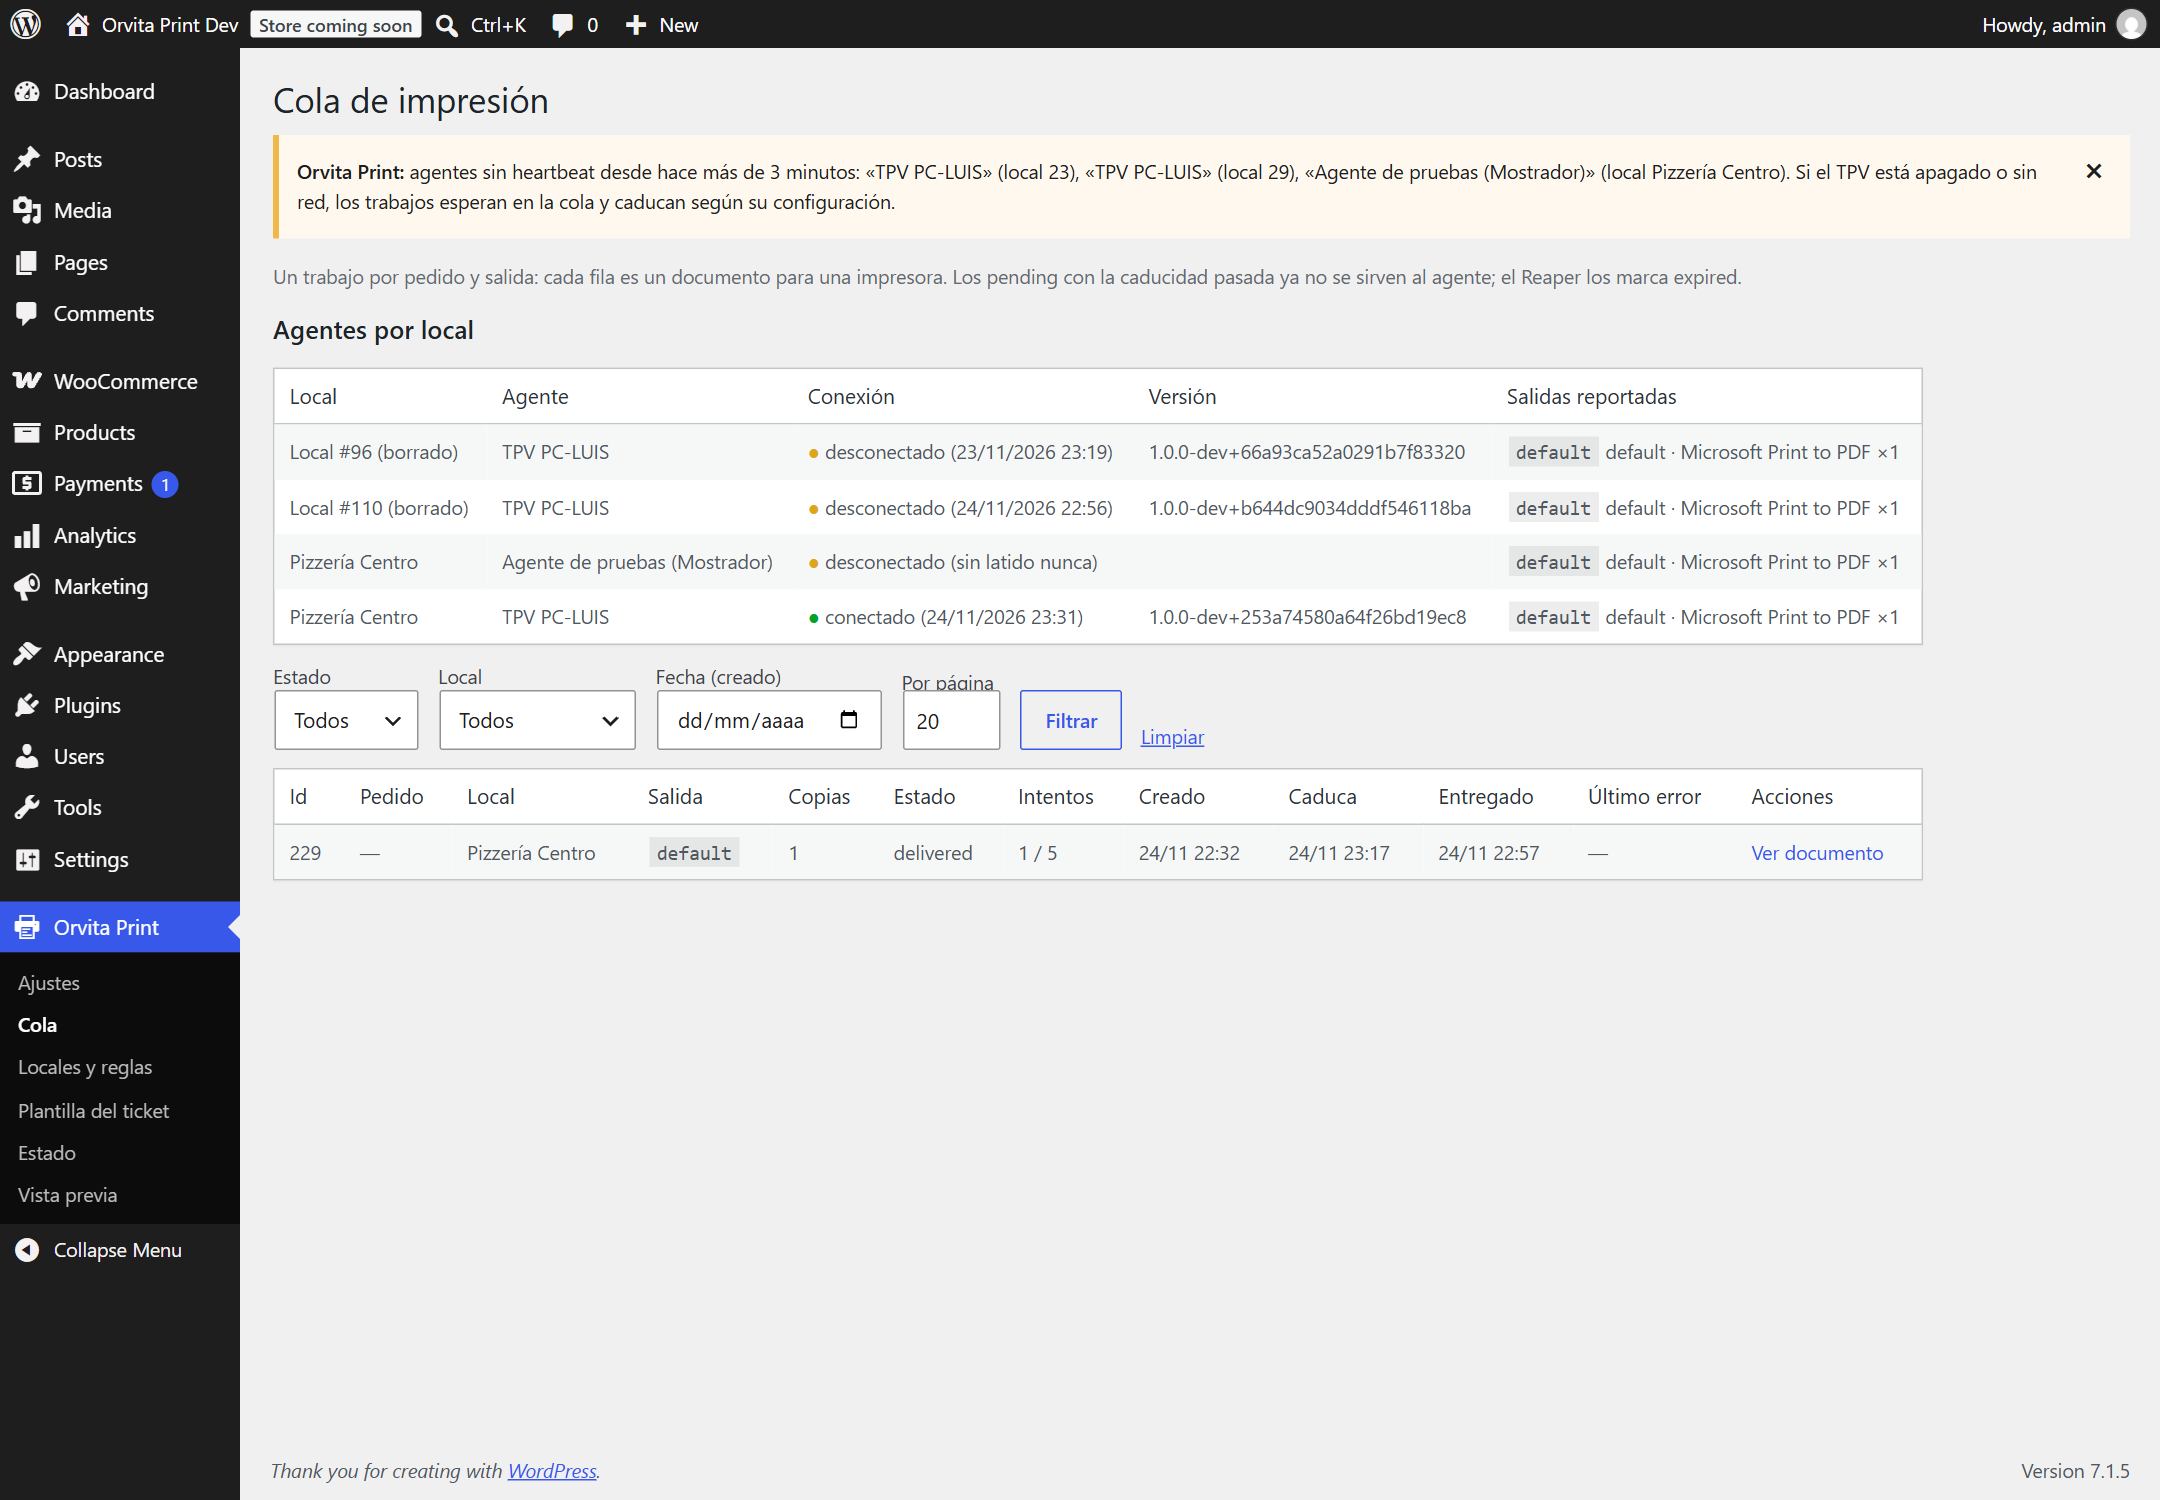 Orvita Print Dev Store coming soon Ctrl+K 0 New Howdy, admin
Dashboard
Posts
Media
Pages
Comments
WooCommerce
Products
Payments 1
Analytics
Marketing
Appearance
Plugins
Users
Tools
Settings
Orvita Print
Ajustes
Cola
Locales y reglas
Plantilla del ticket
Estado
Vista previa
Collapse Menu
Cola de impresión
Orvita Print: agentes sin heartbeat desde hace más de 3 minutos: «TPV PC-LUIS» (local 23), «TPV PC-LUIS» (local 29), «Agente de pruebas (Mostrador)» (local Pizzería Centro). Si el TPV está apagado o sin
red, los trabajos esperan en la cola y caducan según su configuración.
Un trabajo por pedido y salida: cada fila es un documento para una impresora. Los pending con la caducidad pasada ya no se sirven al agente; el Reaper los marca expired.
Agentes por local
Local Agente Conexión Versión Salidas reportadas
Local #96 (borrado) TPV PC-LUIS desconectado (23/11/2026 23:19) 1.0.0-dev+66a93ca52a0291b7f83320 default default · Microsoft Print to PDF ×1
Local #110 (borrado) TPV PC-LUIS desconectado (24/11/2026 22:56) 1.0.0-dev+b644dc9034dddf546118ba default default · Microsoft Print to PDF ×1
Pizzería Centro Agente de pruebas (Mostrador) desconectado (sin latido nunca) default default · Microsoft Print to PDF ×1
Pizzería Centro TPV PC-LUIS conectado (24/11/2026 23:31) 1.0.0-dev+253a74580a64f26bd19ec8 default default · Microsoft Print to PDF ×1
Estado Local Fecha (creado) Por página
Todos Todos dd/mm/aaaa 20 Filtrar Limpiar
Id Pedido Local Salida Copias Estado Intentos Creado Caduca Entregado Último error Acciones
229 — Pizzería Centro default 1 delivered 1 / 5 24/11 22:32 24/11 23:17 24/11 22:57 — Ver documento
Thank you for creating with WordPress. Version 7.1.5